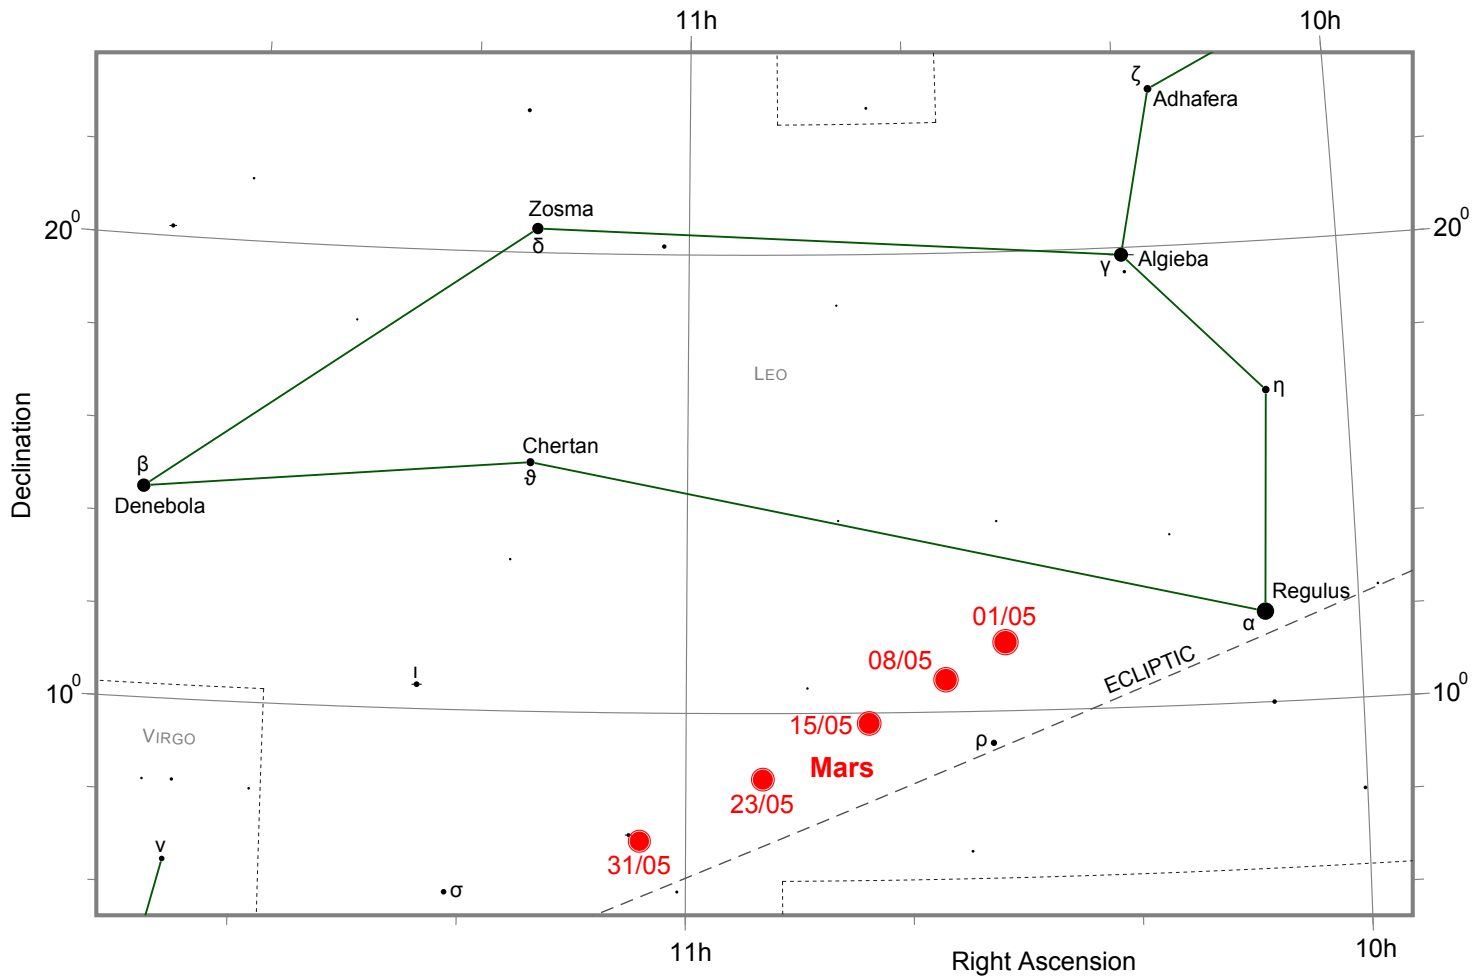 11h
10h
ζ
Adhafera
Zosma
δ
20⁰
20⁰
γ
Algieba
LEO
η
Declination
Chertan
ϑ
β
Denebola
Regulus
α
01/05
08/05
ECLIPTIC
ι
10⁰
10⁰
15/05
ρ
VIRGO
Mars
23/05
31/05
ν
σ
11h
Right Ascension
10h